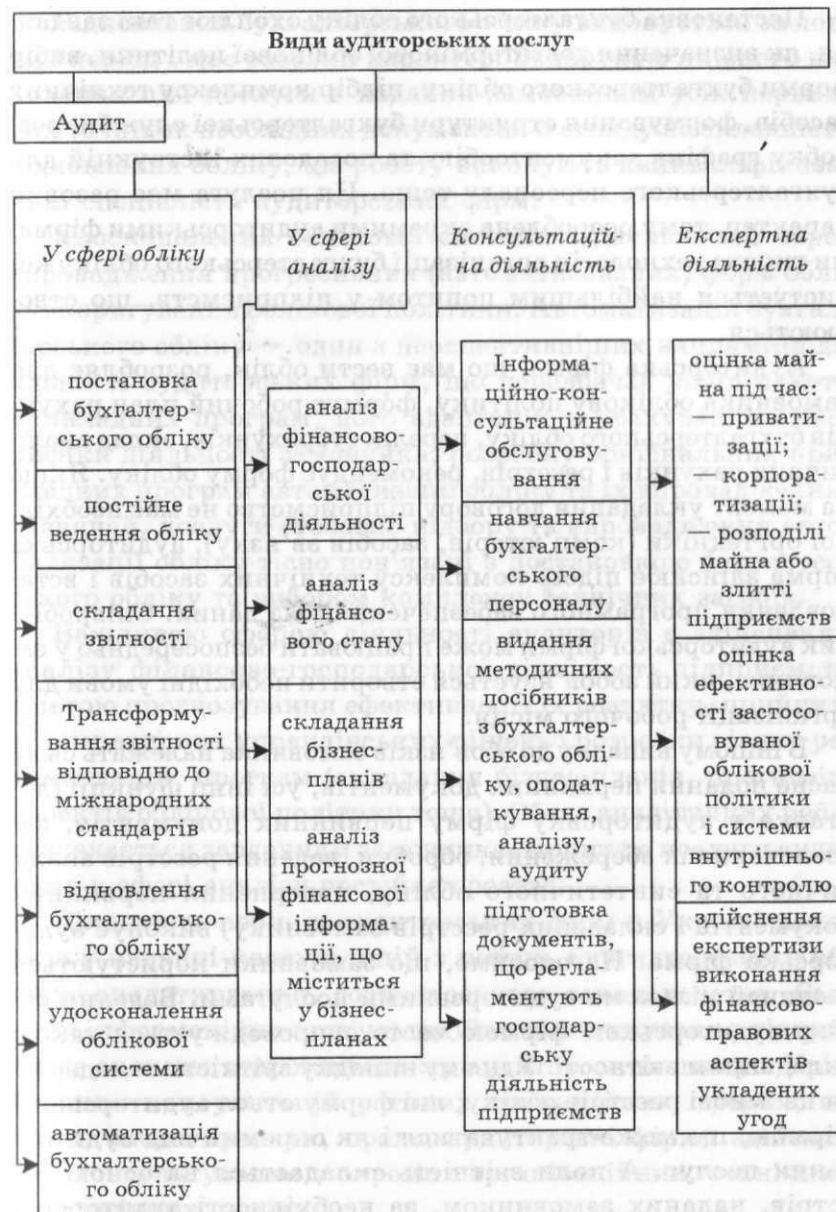 Види аудиторських послуг
Аудит
У сфері обліку
У сфері
аналізу
Консультацій-
на діяльність
Експертна
діяльність
постановка
бухгалтер-
ського обліку
постійне
ведення обліку
складання
звітності
Трансформу-
вання звітності
відповідно до
міжнародних
стандартів
відновлення
бухгалтерсько-
го обліку
удосконалення
облікової
системи
автоматизація
бухгалтерсько-
го обліку
аналіз
фінансово-
господар-
ської
діяльності
аналіз
фінансо-
вого стану
складання
бізнес-
планів
аналіз
прогнозної
фінансової
інформа-
ції, що
міститься
у бізнес-
планах
Інформа-
ційно-кон-
сультаційне
обслугову-
вання
навчання
бухгалтер-
ського
персоналу
видання
методичних
посібників
з бухгалтер-
ського облі-
ку, оподат-
кування,
аналізу,
аудиту
підготовка
документів,
що регла-
ментують
господар-
ську
діяльність
підприємств
оцінка май-
на під час:
— привати-
зації;
— корпора-
тизації;
— розподілі
майна або
злитті
підприємств
оцінка
ефективно-
сті засто-
вуваної
облікової
політики
і системи
внутрішньо-
го контролю
здійснення
експертизи
виконання
фінансово-
правових
аспектів
укладених
угод